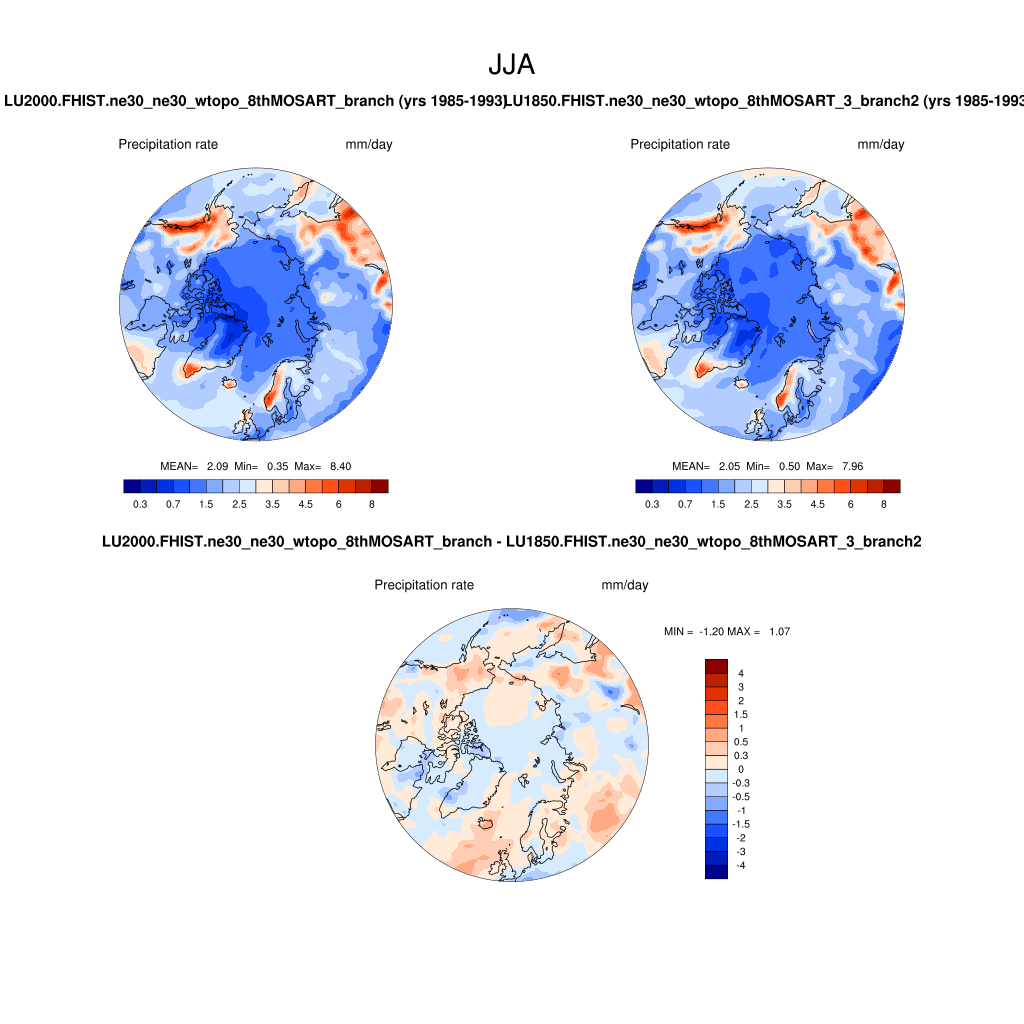 JJA
LU2000.FHIST.ne30_ne30_wtopo_8thMOSART_branch (yrs 1985-1993)
LU1850.FHIST.ne30_ne30_wtopo_8thMOSART_3_branch2 (yrs 1985-1993
Precipitation rate mm/day
Precipitation rate mm/day
MEAN= 2.09 Min= 0.35 Max= 8.40
MEAN= 2.05 Min= 0.50 Max= 7.96
0.3 0.7 1.5 2.5 3.5 4.5 6 8
0.3 0.7 1.5 2.5 3.5 4.5 6 8
LU2000.FHIST.ne30_ne30_wtopo_8thMOSART_branch - LU1850.FHIST.ne30_ne30_wtopo_8thMOSART_3_branch2
Precipitation rate mm/day
MIN = -1.20 MAX = 1.07
4
3
2
1.5
1
0.5
0.3
0
-0.3
-0.5
-1
-1.5
-2
-3
-4